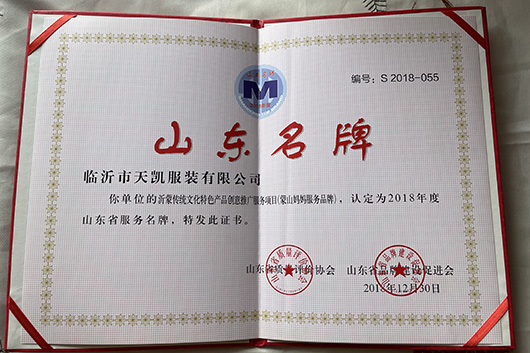 编号：S 2018-055
M
山东名牌
临沂市天凯服装有限公司
你单位的沂蒙传统文化特色产品创意推广服务项目(蒙山妈妈服务品牌)，认定为2018年度
山东省服务名牌，特发此证书。
山东省质量评价协会 山东省品牌建设促进会
2018年12月30日